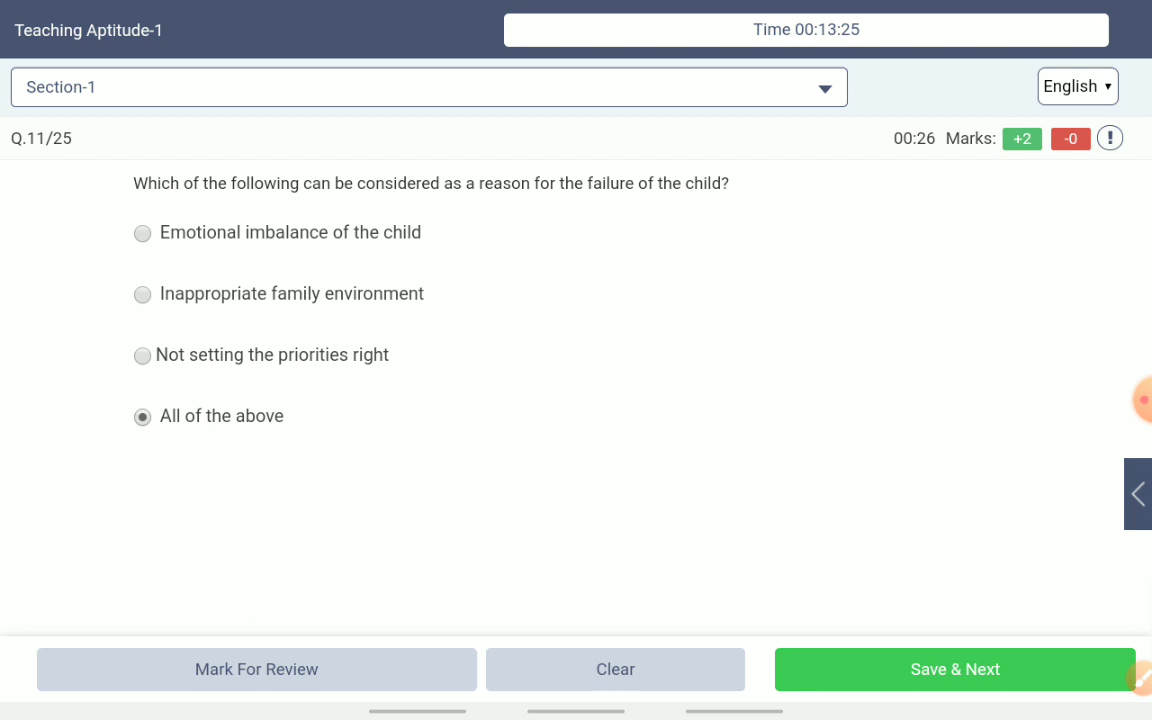 Teaching Aptitude-1
Time 00:13:25
Section-1
English
Q.11/25
00:26 Marks: +2 -0 !
Which of the following can be considered as a reason for the failure of the child?
Emotional imbalance of the child
Inappropriate family environment
Not setting the priorities right
All of the above
Mark For Review
Clear
Save & Next